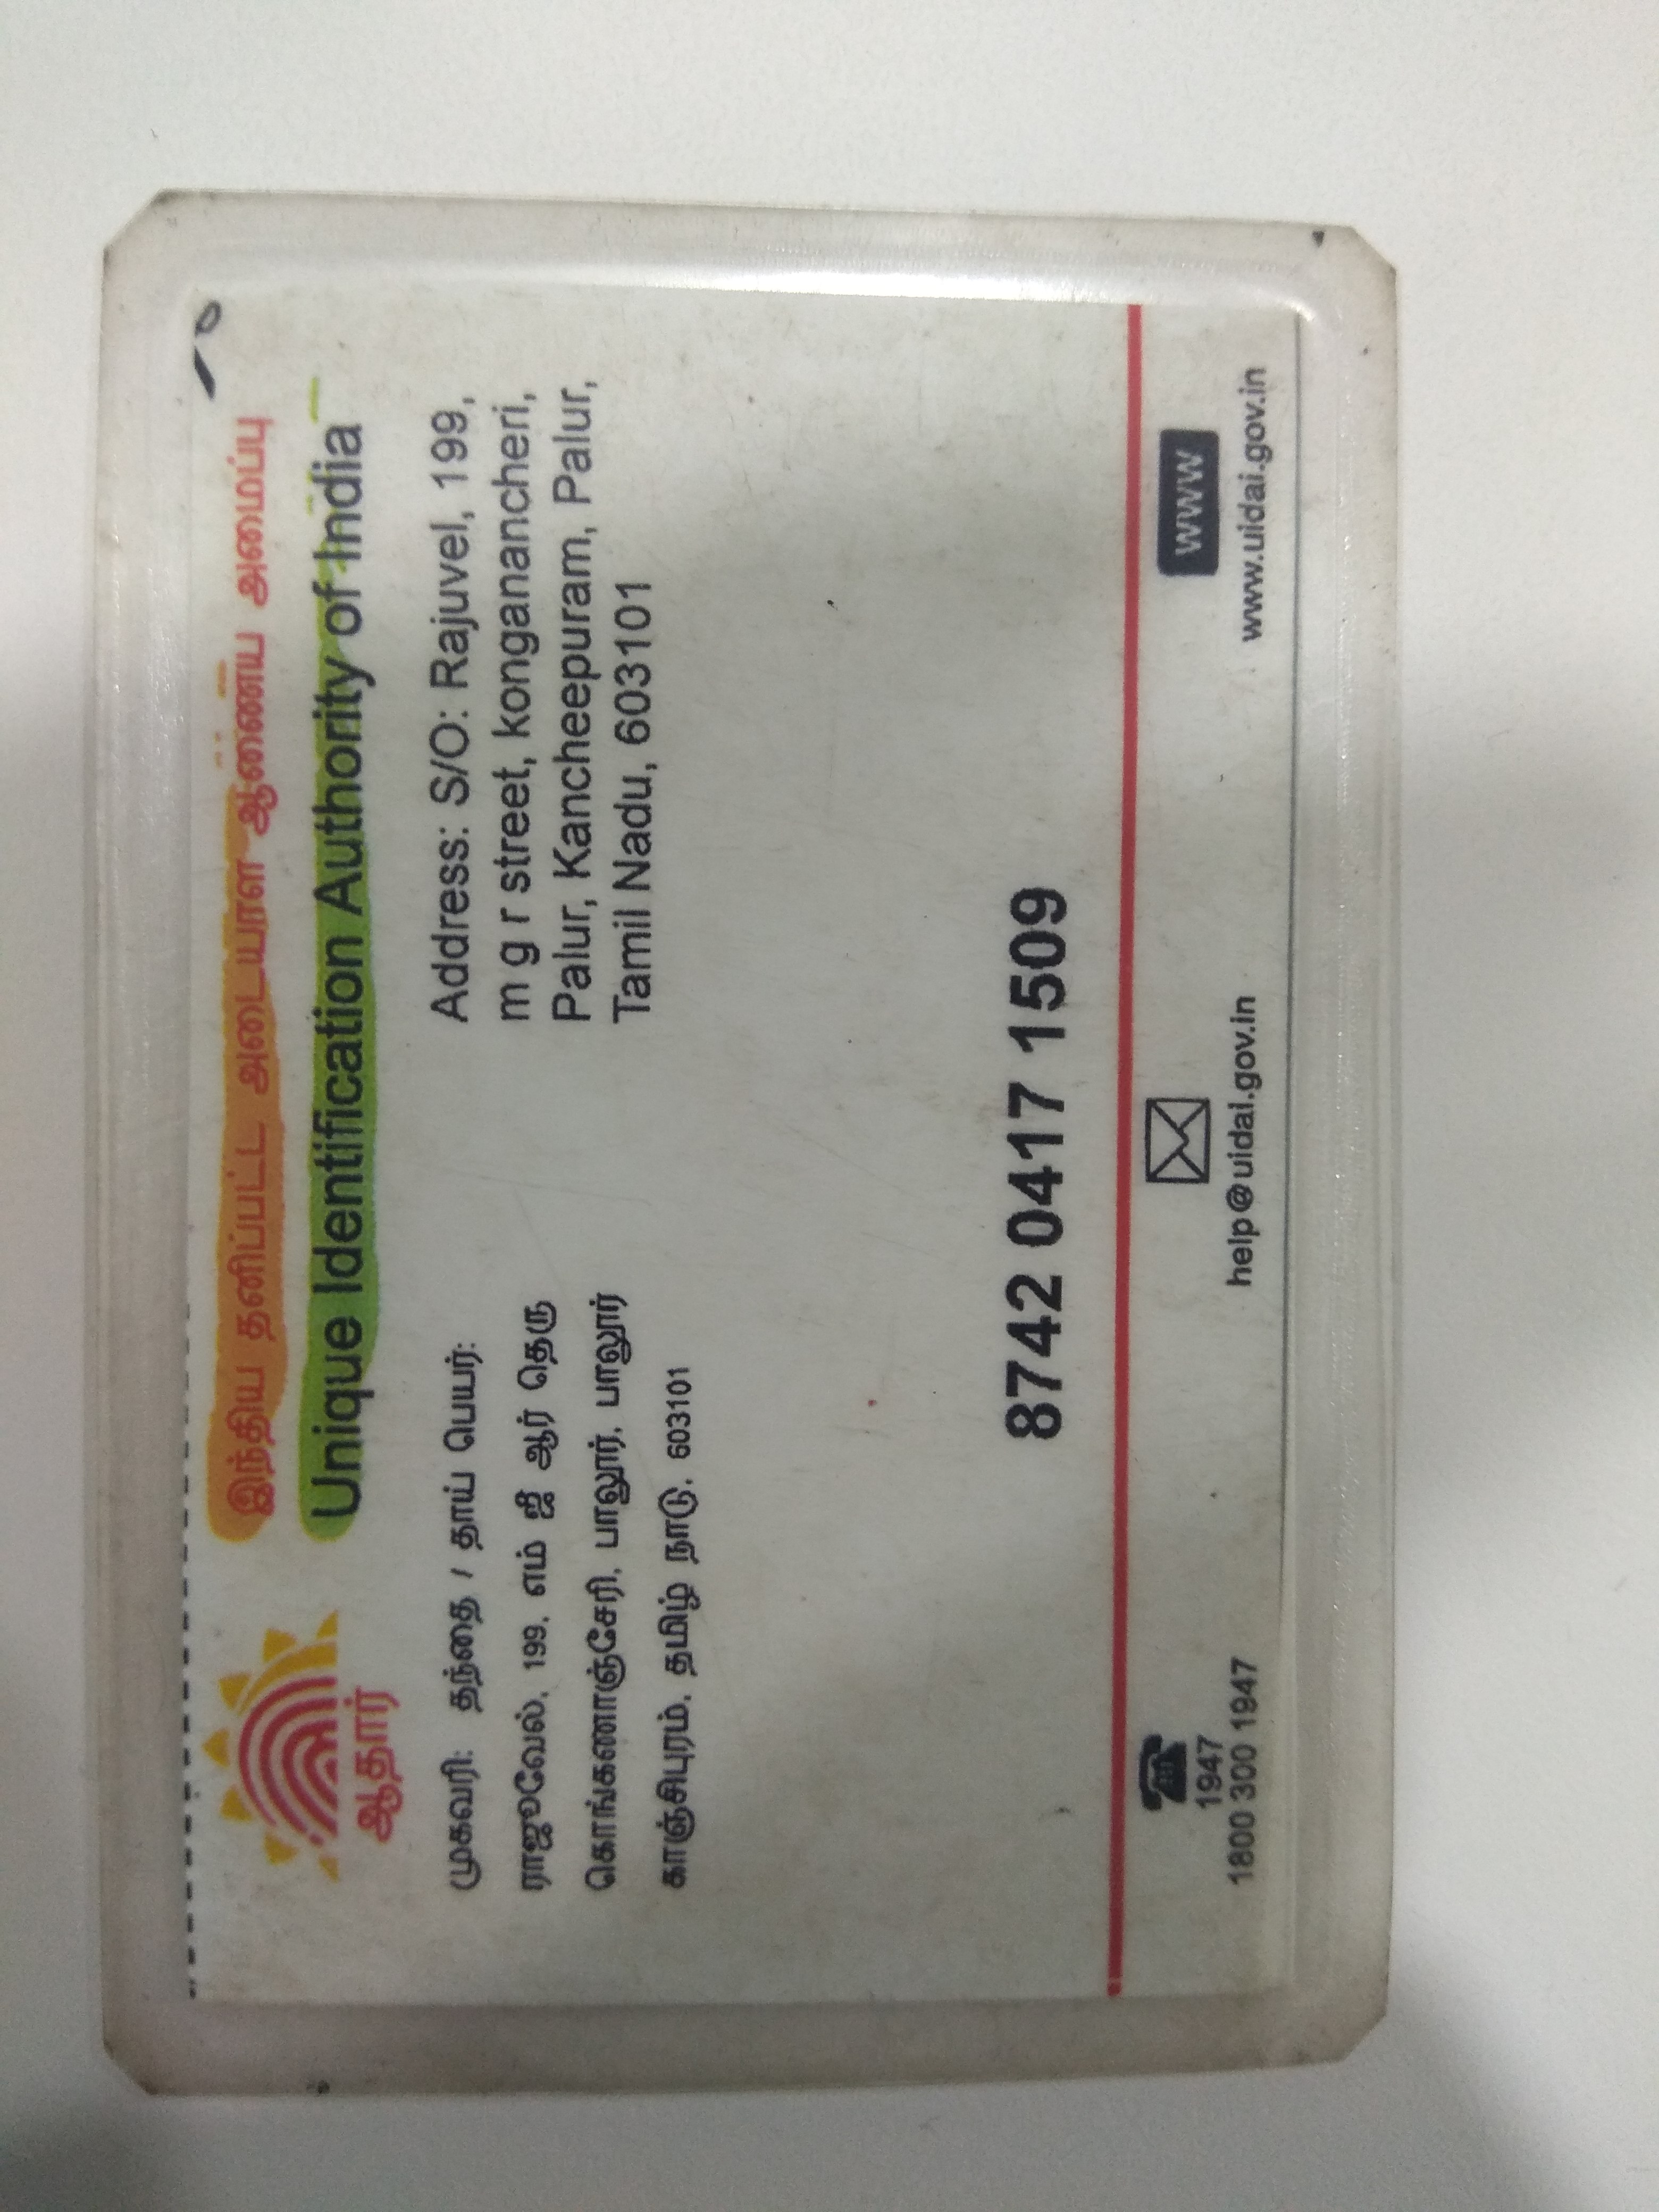 இந்திய தனிப்பட்ட அடையாள ஆணைய அமைப்பு
Unique Identification Authority of India
ஆதார்
முகவரி: தந்தை / தாய் பெயர்:
ராஜுவேல், 199, எம் ஜீ ஆர் தெரு
கொங்கணாஞ்சேரி, பாலூர், பாலூர்
காஞ்சிபுரம், தமிழ் நாடு, 603101
Address: S/O: Rajuvel, 199,
m g r street, konganancheri,
Palur, Kancheepuram, Palur,
Tamil Nadu, 603101
8742 0417 1509
1947
1800 300 1947
help@uidai.gov.in
www
www.uidai.gov.in